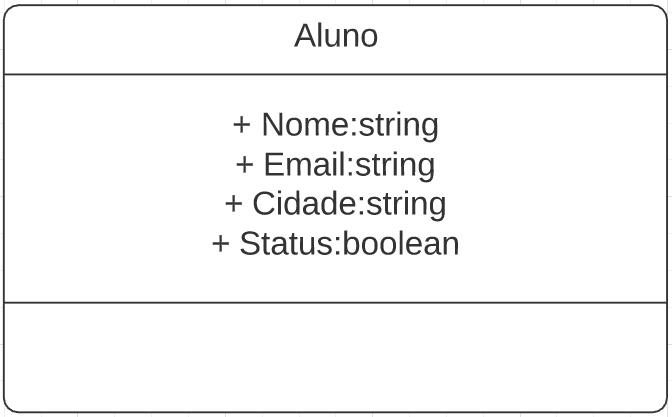 Aluno
+ Nome:string
+ Email:string
+ Cidade:string
+ Status:boolean